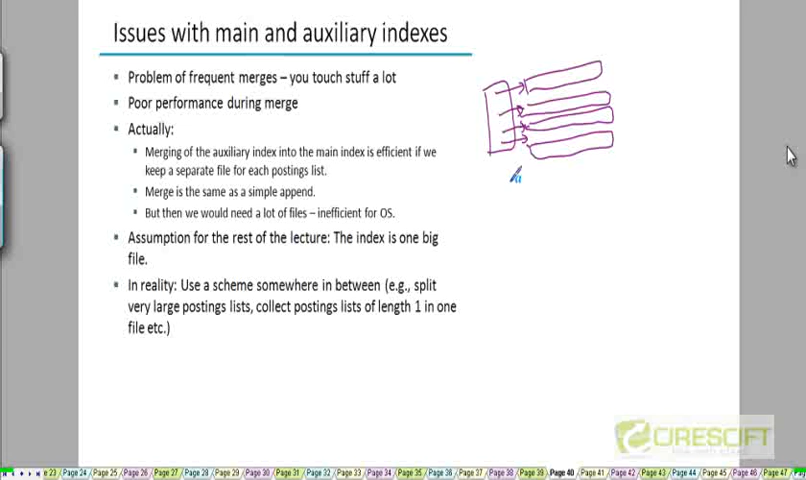 Issues with main and auxiliary indexes
Problem of frequent merges – you touch stuff a lot
Poor performance during merge
Actually:
Merging of the auxiliary index into the main index is efficient if we
keep a separate file for each postings list.
Merge is the same as a simple append.
But then we would need a lot of files – inefficient for OS.
Assumption for the rest of the lecture: The index is one big
file.
In reality: Use a scheme somewhere in between (e.g., split
very large postings lists, collect postings lists of length 1 in one
file etc.)
CIRESCIFT
e 23 Page 24 Page 25 Page 26 Page 27 Page 28 Page 29 Page 30 Page 31 Page 32 Page 33 Page 34 Page 35 Page 36 Page 37 Page 38 Page 39 Page 40 Page 41 Page 42 Page 43 Page 44 Page 45 Page 46 Page 47